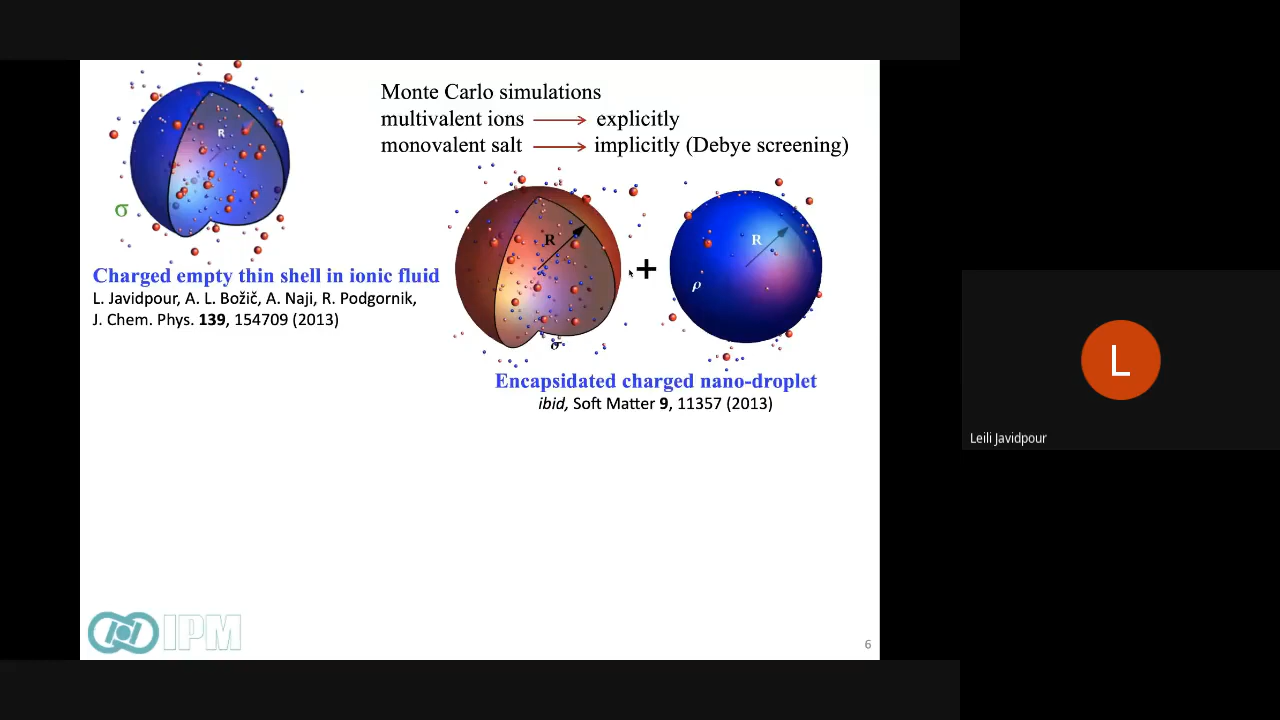 Monte Carlo simulations
multivalent ions → explicitly
monovalent salt → implicitly (Debye screening)
R
σ
Charged empty thin shell in ionic fluid
L. Javidpour, A. L. Božič, A. Naji, R. Podgornik,
J. Chem. Phys. 139, 154709 (2013)
R
σ
+
R
ρ
Encapsidated charged nano-droplet
ibid, Soft Matter 9, 11357 (2013)
IPM
6
L
Leili Javidpour